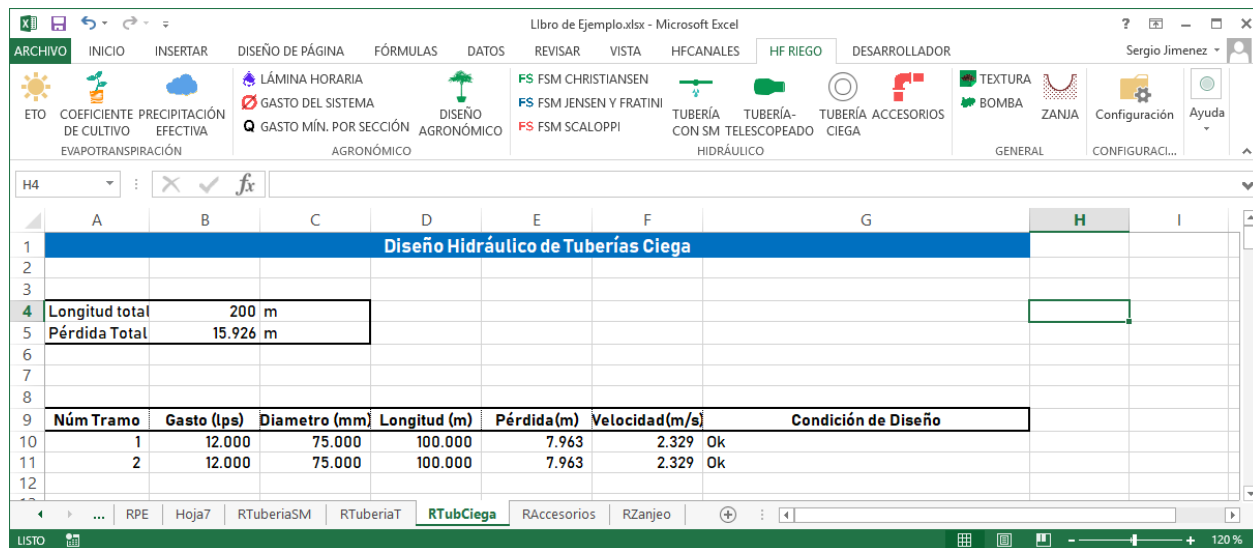 LIbro de Ejemplo.xlsx - Microsoft Excel
ARCHIVO INICIO INSERTAR DISEÑO DE PÁGINA FÓRMULAS DATOS REVISAR VISTA HFCANALES HF RIEGO DESARROLLADOR Sergio Jimenez
ETO
COEFICIENTE DE CULTIVO
PRECIPITACIÓN EFECTIVA
EVAPOTRANSPIRACIÓN
LÁMINA HORARIA
GASTO DEL SISTEMA
Q GASTO MÍN. POR SECCIÓN
DISEÑO AGRONÓMICO
AGRONÓMICO
FS FSM CHRISTIANSEN
FS FSM JENSEN Y FRATINI
FS FSM SCALOPPI
TUBERÍA CON SM
TUBERÍA- TELESCOPEADO
TUBERÍA CIEGA
ACCESORIOS
HIDRÁULICO
TEXTURA
BOMBA
ZANJA
GENERAL
Configuración
CONFIGURACI...
Ayuda
H4 fx
A B C D E F G H I
1 Diseño Hidráulico de Tuberías Ciega
2
3
4 Longitud total 200 m
5 Pérdida Total 15.926 m
6
7
8
9 Núm Tramo Gasto (lps) Diametro (mm) Longitud (m) Pérdida(m) Velocidad(m/s) Condición de Diseño
10 1 12.000 75.000 100.000 7.963 2.329 Ok
11 2 12.000 75.000 100.000 7.963 2.329 Ok
12
... RPE Hoja7 RTuberiaSM RTuberiaT RTubCiega RAccesorios RZanjeo
LISTO 120 %